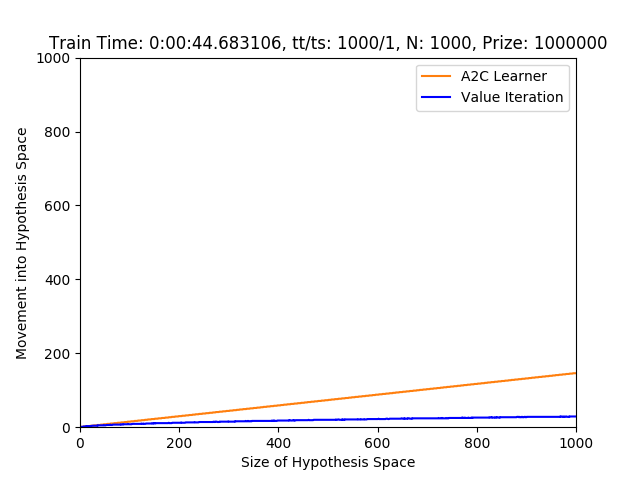 Train Time: 0:00:44.683106, tt/ts: 1000/1, N: 1000, Prize: 1000000
A2C Learner
Value Iteration
Movement into Hypothesis Space
1000
800
600
400
200
0
0 200 400 600 800 1000
Size of Hypothesis Space